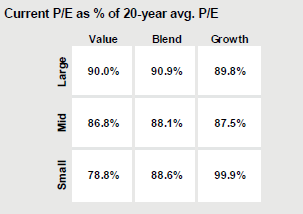 Current P/E as % of 20-year avg. P/E
Value Blend Growth
Large 90.0% 90.9% 89.8%
Mid 86.8% 88.1% 87.5%
Small 78.8% 88.6% 99.9%